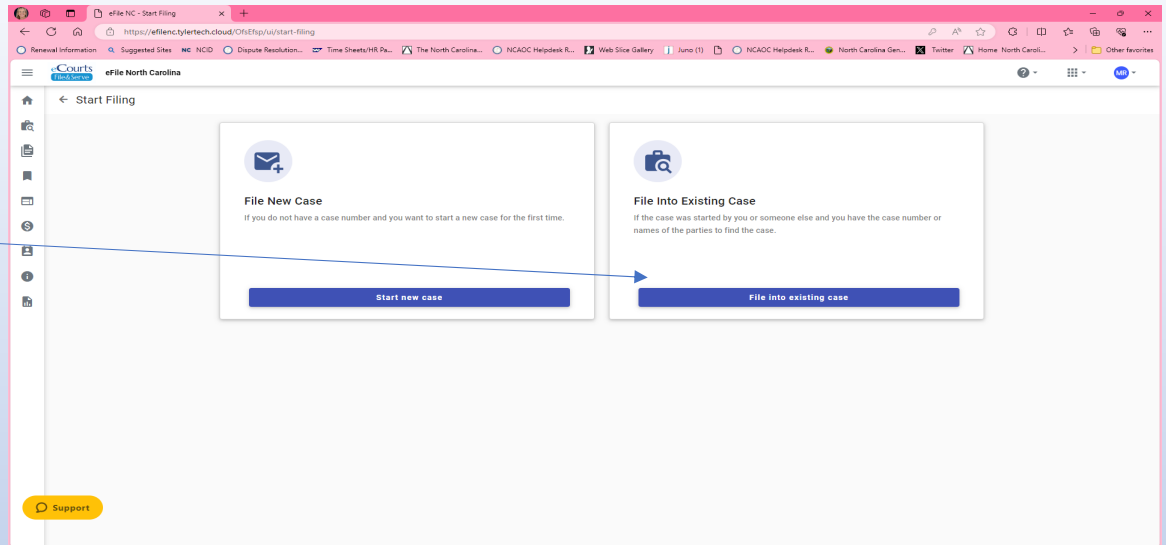 eFile NC - Start Filing
https://efilenc.tylertech.cloud/OfsEfsp/ui/start-filing
Renewal Information Suggested Sites NC NCID Dispute Resolution... Time Sheets/HR Pa... The North Carolina... NCAOC Helpdesk R... Web Slice Gallery Juno (1) NCAOC Helpdesk R... North Carolina Gen... X Twitter Home North Caroli... Other favorites
eCourts File&Serve eFile North Carolina MR
Start Filing
File New Case
If you do not have a case number and you want to start a new case for the first time.
Start new case
File Into Existing Case
If the case was started by you or someone else and you have the case number or
names of the parties to find the case.
File into existing case
Support